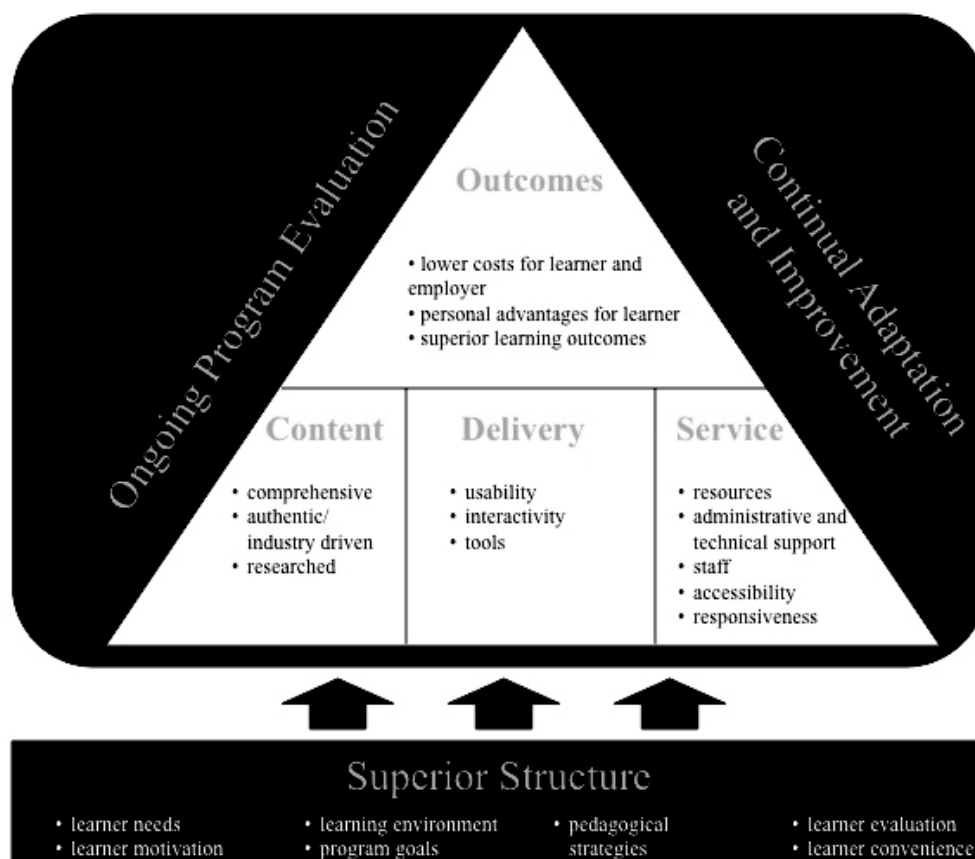 Ongoing Program Evaluation
Continual Adaptation
and Improvement
Outcomes
• lower costs for learner and
employer
• personal advantages for learner
• superior learning outcomes
Content
• comprehensive
• authentic/
industry driven
• researched
Delivery
• usability
• interactivity
• tools
Service
• resources
• administrative and
technical support
• staff
• accessibility
• responsiveness
Superior Structure
• learner needs
• learner motivation
• learning environment
• program goals
• pedagogical
strategies
• learner evaluation
• learner convenience